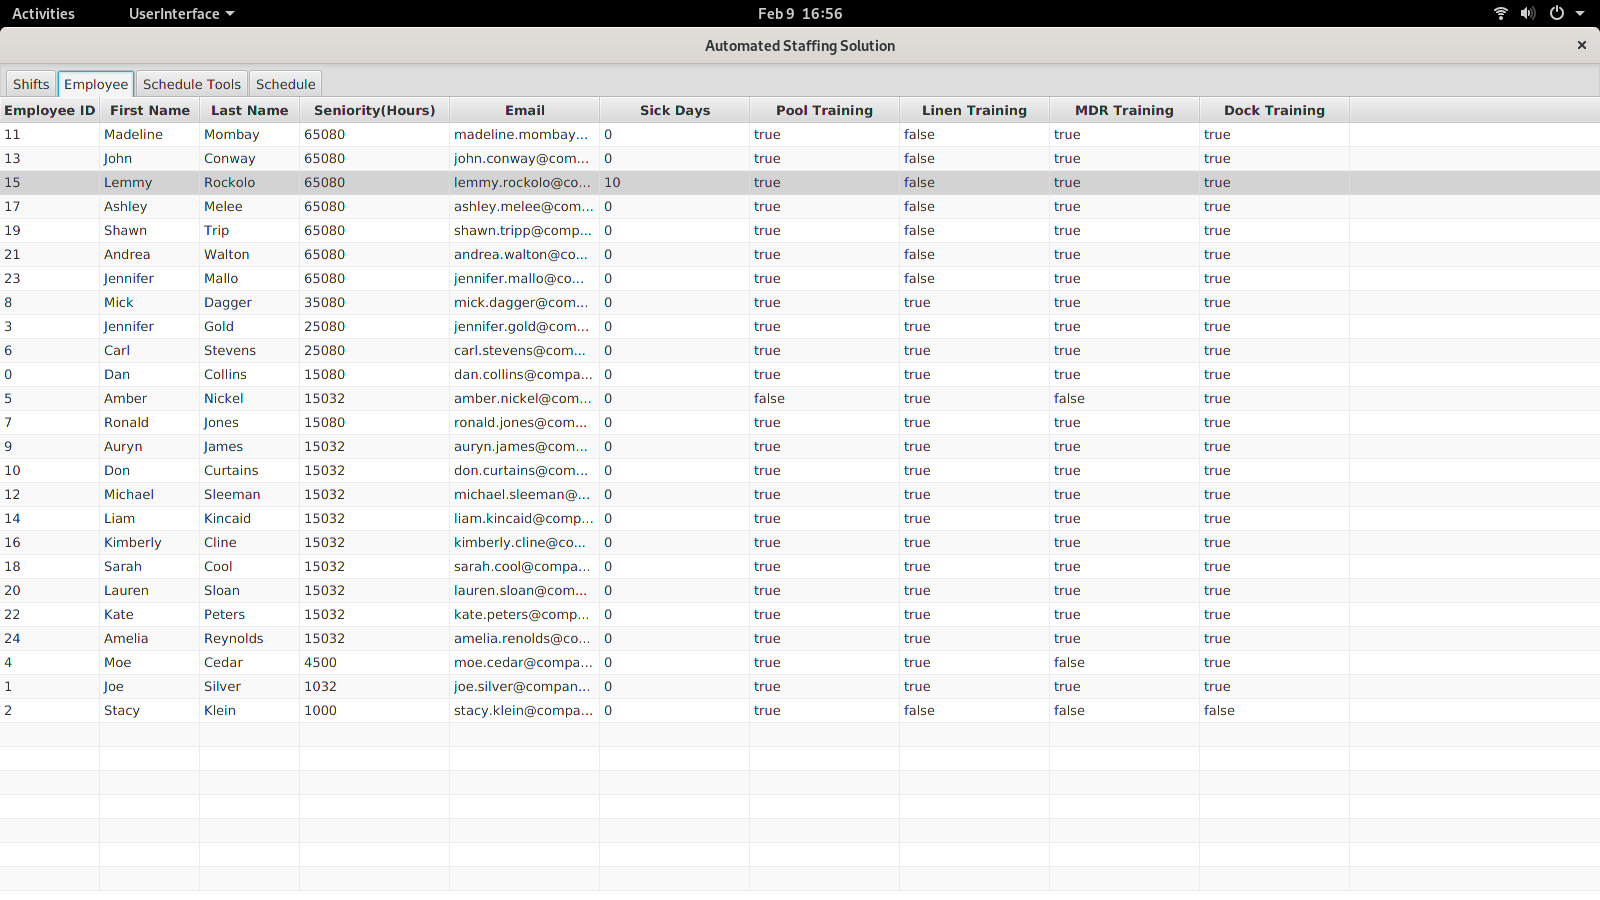 Activities UserInterface Feb 9 16:56
Automated Staffing Solution ×
Shifts Employee Schedule Tools Schedule
Employee ID First Name Last Name Seniority(Hours) Email Sick Days Pool Training Linen Training MDR Training Dock Training
11 Madeline Mombay 65080 madeline.mombay... 0 true false true true
13 John Conway 65080 john.conway@com... 0 true false true true
15 Lemmy Rockolo 65080 lemmy.rockolo@co... 10 true false true true
17 Ashley Melee 65080 ashley.melee@com... 0 true false true true
19 Shawn Trip 65080 shawn.tripp@comp... 0 true false true true
21 Andrea Walton 65080 andrea.walton@co... 0 true false true true
23 Jennifer Mallo 65080 jennifer.mallo@co... 0 true false true true
8 Mick Dagger 35080 mick.dagger@com... 0 true true true true
3 Jennifer Gold 25080 jennifer.gold@com... 0 true true true true
6 Carl Stevens 25080 carl.stevens@com... 0 true true true true
0 Dan Collins 15080 dan.collins@compa... 0 true true true true
5 Amber Nickel 15032 amber.nickel@com... 0 false true false true
7 Ronald Jones 15080 ronald.jones@com... 0 true true true true
9 Auryn James 15032 auryn.james@com... 0 true true true true
10 Don Curtains 15032 don.curtains@com... 0 true true true true
12 Michael Sleeman 15032 michael.sleeman@... 0 true true true true
14 Liam Kincaid 15032 liam.kincaid@comp... 0 true true true true
16 Kimberly Cline 15032 kimberly.cline@co... 0 true true true true
18 Sarah Cool 15032 sarah.cool@compa... 0 true true true true
20 Lauren Sloan 15032 lauren.sloan@com... 0 true true true true
22 Kate Peters 15032 kate.peters@comp... 0 true true true true
24 Amelia Reynolds 15032 amelia.renolds@co... 0 true true true true
4 Moe Cedar 4500 moe.cedar@compa... 0 true true false true
1 Joe Silver 1032 joe.silver@compan... 0 true true true true
2 Stacy Klein 1000 stacy.klein@compa... 0 true false false false